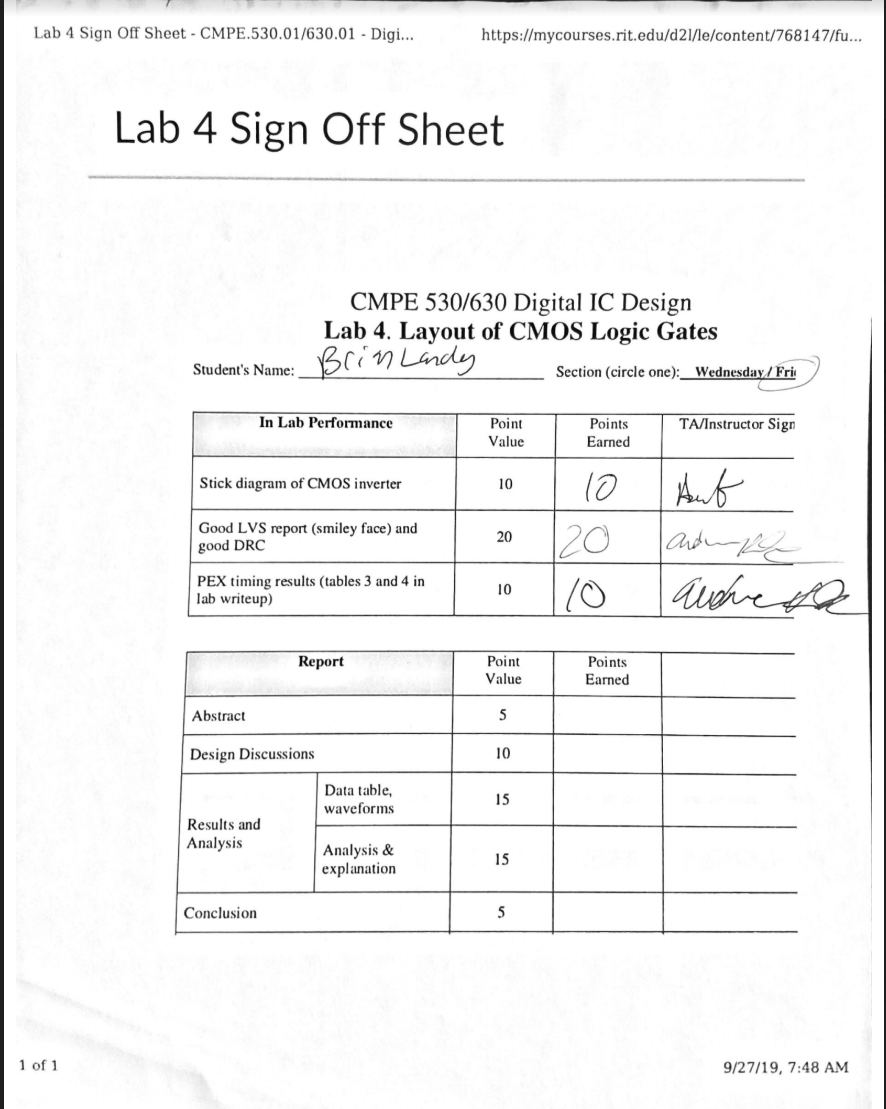 Lab 4 Sign Off Sheet - CMPE.530.01/630.01 - Digi... https://mycourses.rit.edu/d2l/le/content/768147/fu...
Lab 4 Sign Off Sheet
CMPE 530/630 Digital IC Design
Lab 4. Layout of CMOS Logic Gates
Student's Name: Brin Landy Section (circle one): Wednesday / Fri
In Lab Performance Point Value Points Earned TA/Instructor Sign
Stick diagram of CMOS inverter 10 10
Good LVS report (smiley face) and
good DRC 20 20
PEX timing results (tables 3 and 4 in
lab writeup) 10 10
Report Point Value Points Earned
Abstract 5
Design Discussions 10
Results and Analysis
Data table,
waveforms 15
Analysis &
explanation 15
Conclusion 5
1 of 1 9/27/19, 7:48 AM